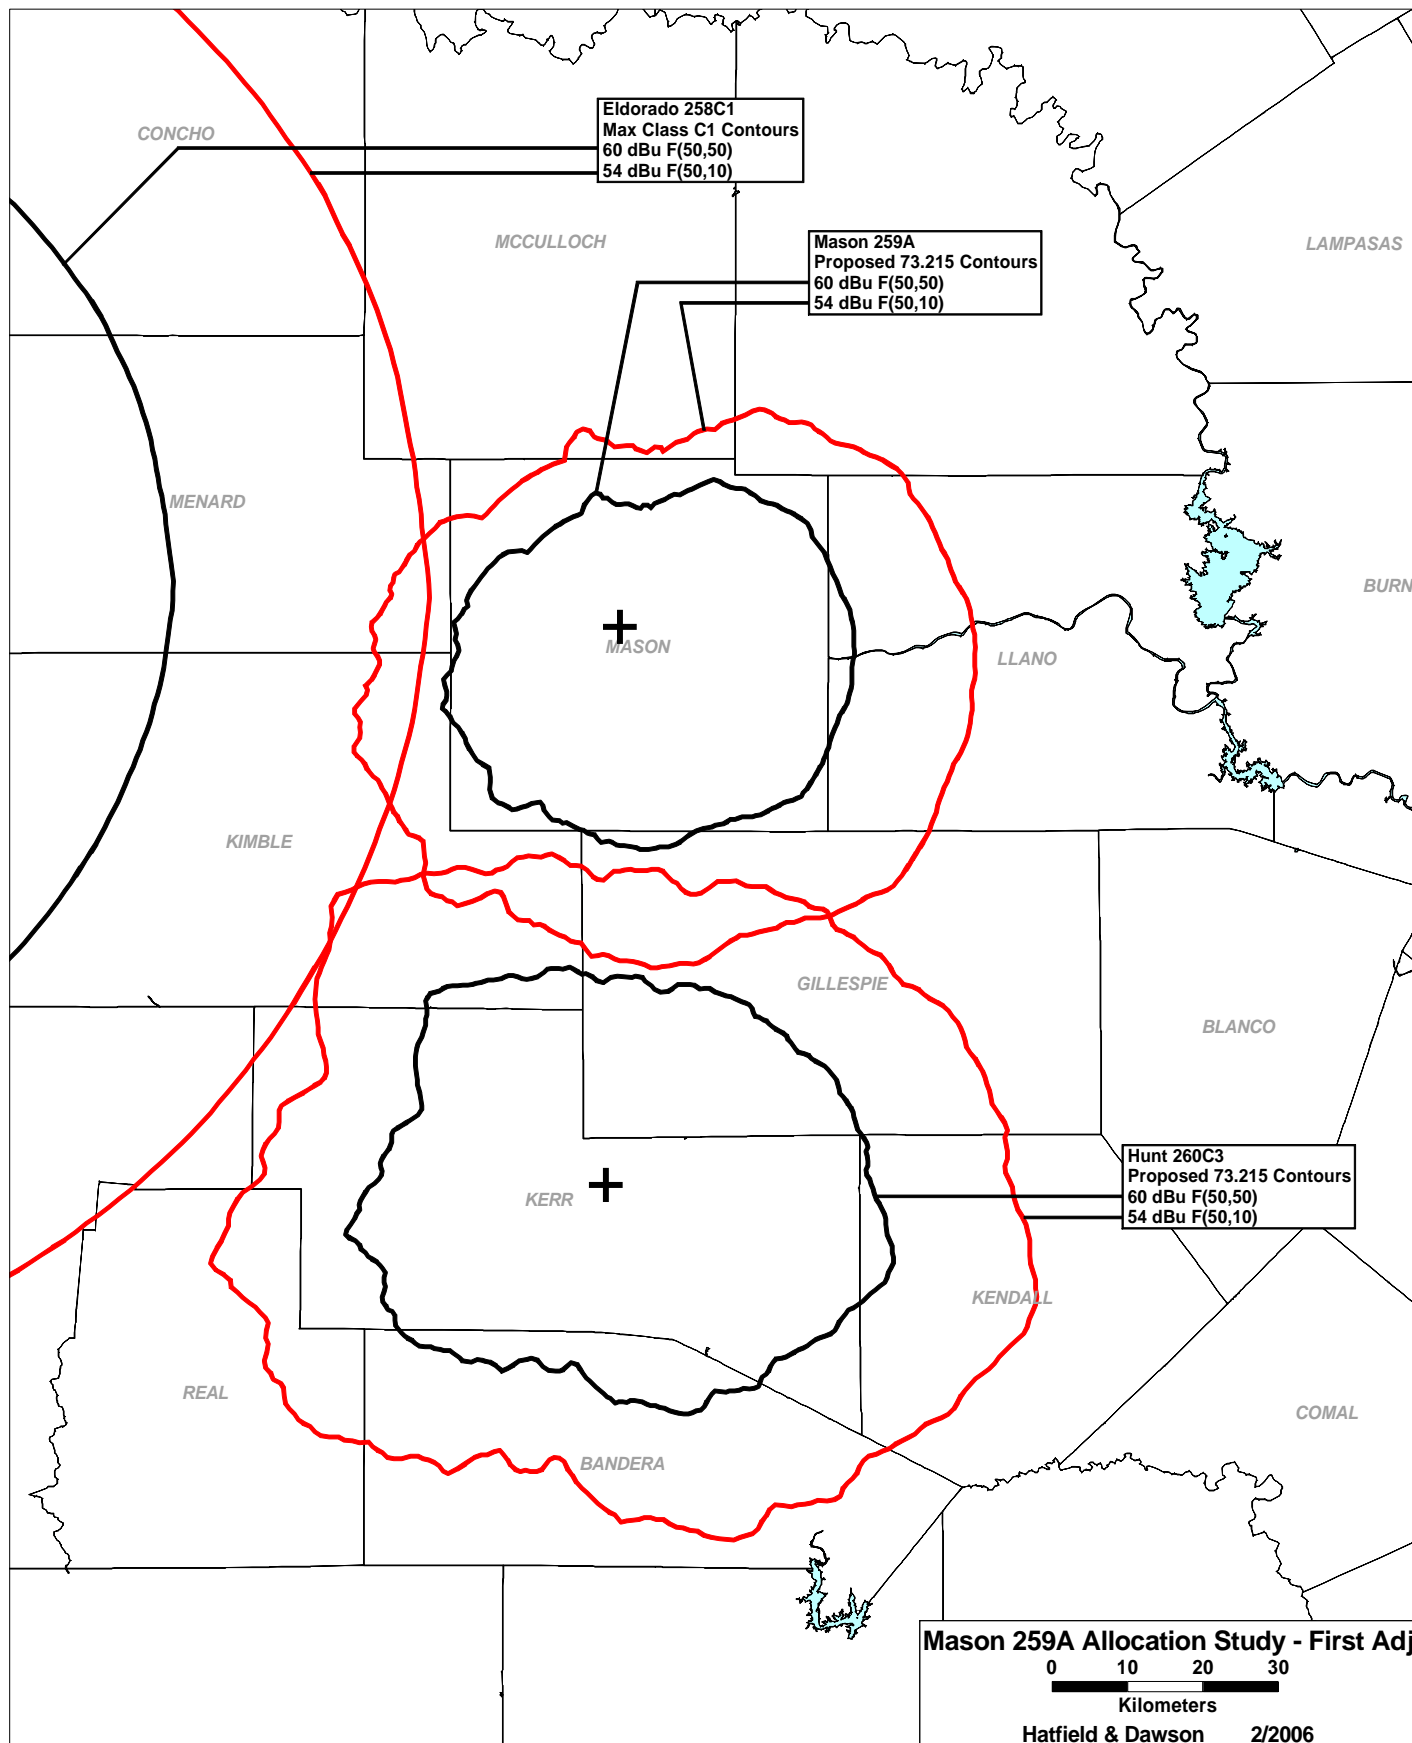 Eldorado 258C1
Max Class C1 Contours
60 dBu F(50,50)
54 dBu F(50,10)
CONCHO
MCCULLOCH
LAMPASAS
Mason 259A
Proposed 73.215 Contours
60 dBu F(50,50)
54 dBu F(50,10)
MENARD
BURN
MASON
LLANO
KIMBLE
GILLESPIE
BLANCO
Hunt 260C3
Proposed 73.215 Contours
60 dBu F(50,50)
54 dBu F(50,10)
KERR
KENDALL
REAL
COMAL
BANDERA
Mason 259A Allocation Study - First Adj
0 10 20 30
Kilometers
Hatfield & Dawson 2/2006